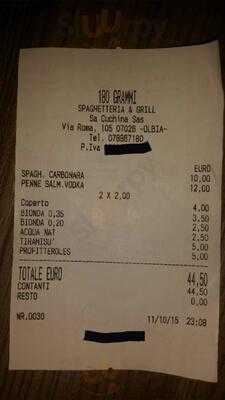 180 GRAMMI
SPAGHETTERIA & GRILL
Sa Cuchina Sas
Via Roma, 105 07026 -OLBIA-
Tel. 078967180
P.Iva
EURO
SPAGH. CARBONARA 10,00
PENNE SALM.VODKA 12,00
2 X 2,00
Coperto 4,00
BIONDA 0,35 3,50
BIONDA 0,20 2,50
ACQUA NAT 2,50
TIRAMISU' 5,00
PROFITTEROLES 5,00
TOTALE EURO 44,50
CONTANTI 44,50
RESTO 0,00
NR.0030 11/10/15 23:08